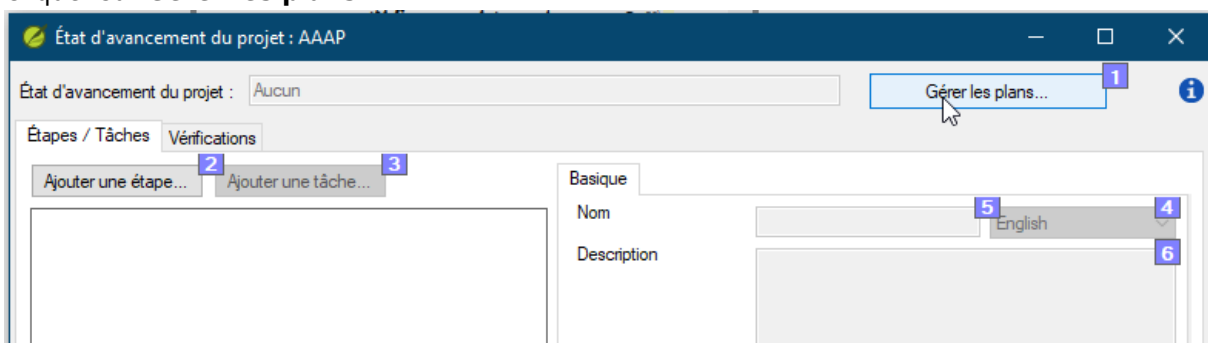 État d'avancement du projet : AAAP
État d'avancement du projet : Aucun Gérer les plans... 1
Étapes / Tâches Vérifications
Ajouter une étape... 2 Ajouter une tâche... 3 Basique
Nom 5 English 4
Description 6